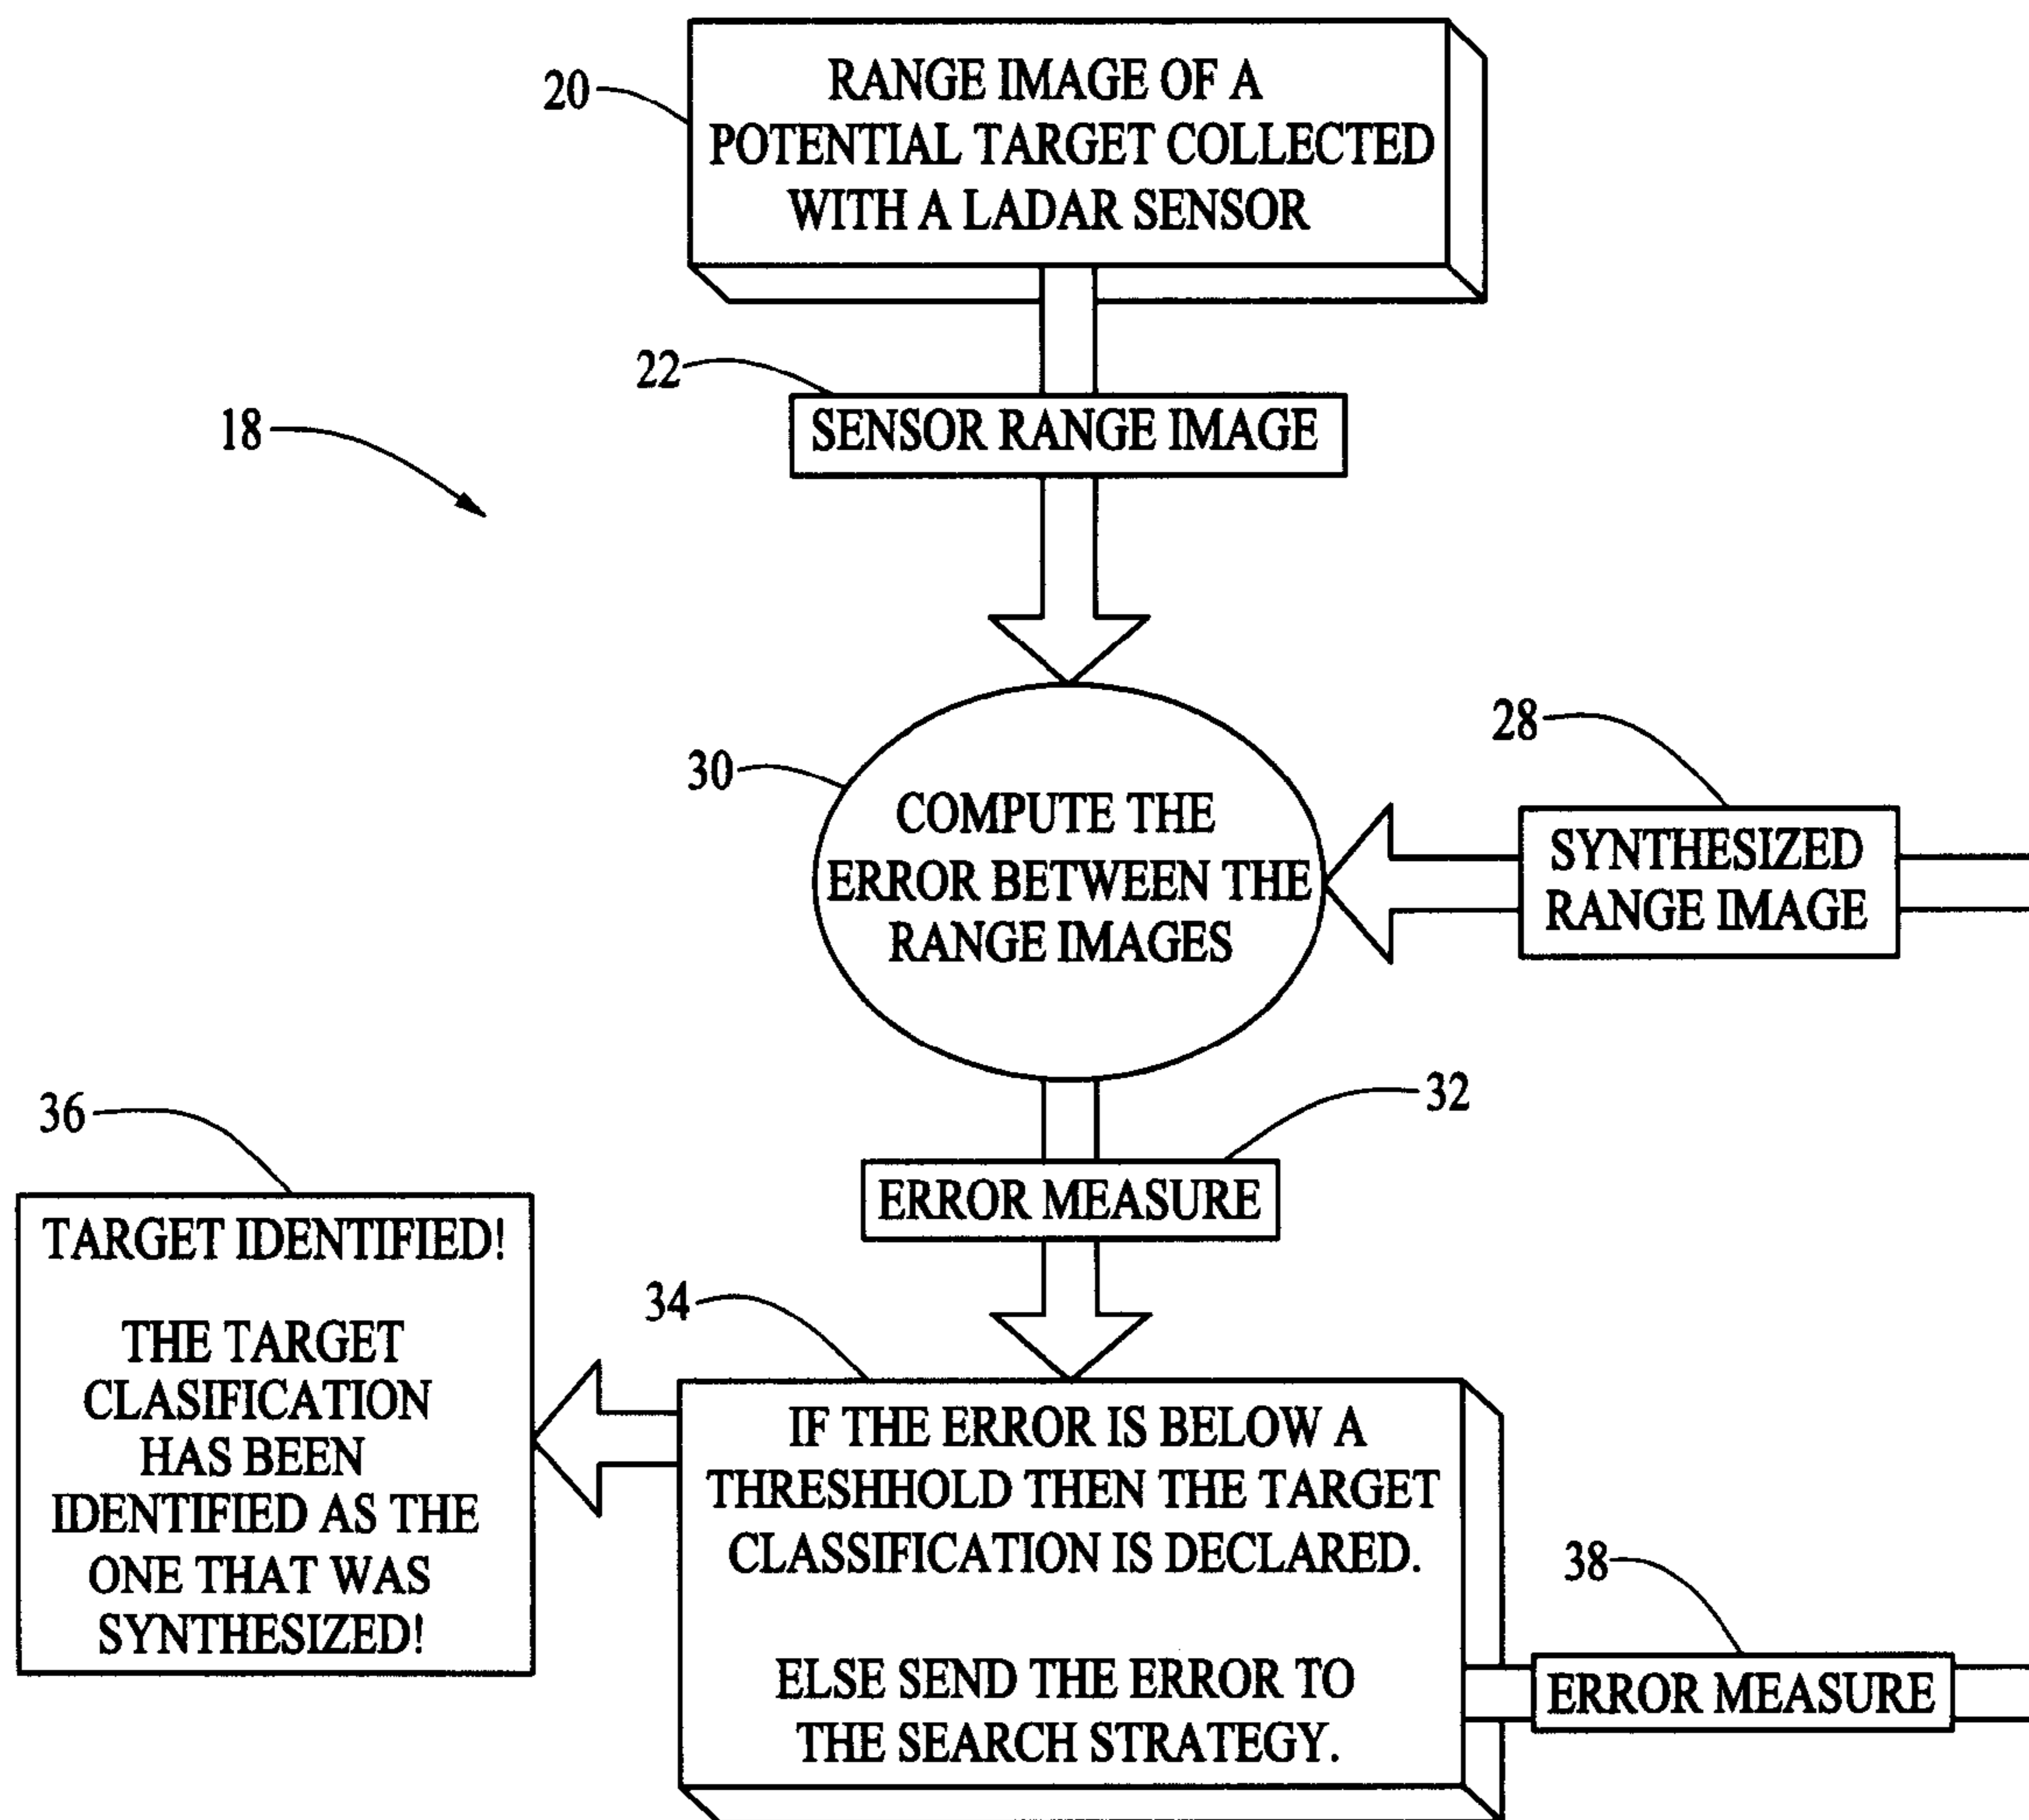 20
RANGE IMAGE OF A
POTENTIAL TARGET COLLECTED
WITH A LADAR SENSOR
22
SENSOR RANGE IMAGE
18
28
SYNTHESIZED
RANGE IMAGE
30
COMPUTE THE
ERROR BETWEEN THE
RANGE IMAGES
32
ERROR MEASURE
36
TARGET IDENTIFIED!
THE TARGET
CLASIFICATION
HAS BEEN
IDENTIFIED AS THE
ONE THAT WAS
SYNTHESIZED!
34
IF THE ERROR IS BELOW A
THRESHHOLD THEN THE TARGET
CLASSIFICATION IS DECLARED.
ELSE SEND THE ERROR TO
THE SEARCH STRATEGY.
38
ERROR MEASURE